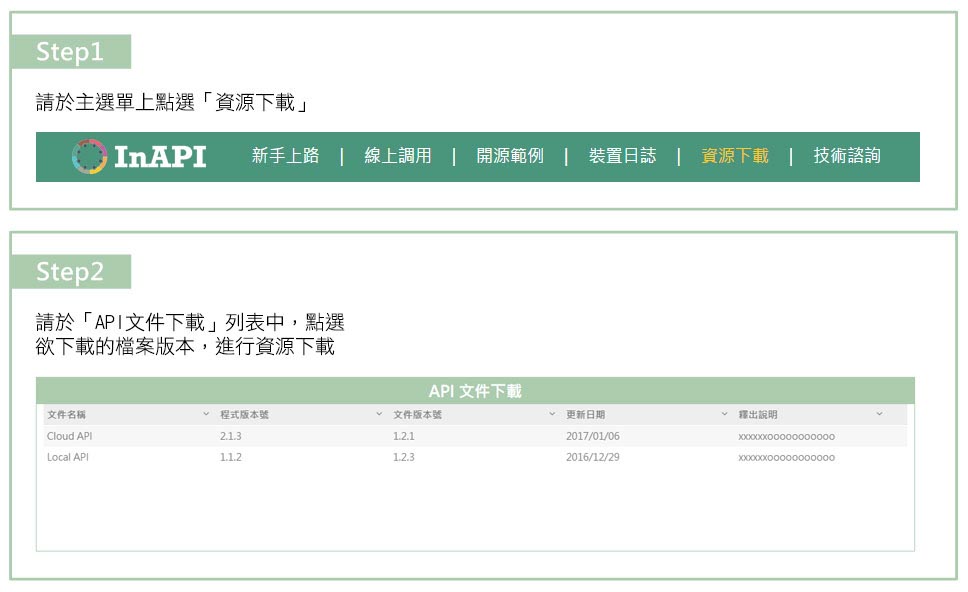 Step1
請於主選單上點選「資源下載」
InAPI 新手上路 | 線上調用 | 開源範例 | 裝置日誌 | 資源下載 | 技術諮詢
Step2
請於「API文件下載」列表中，點選
欲下載的檔案版本，進行資源下載
API 文件下載
文件名稱 程式版本號 文件版本號 更新日期 釋出說明
Cloud API 2.1.3 1.2.1 2017/01/06 xxxxxxooooooooooo
Local API 1.1.2 1.2.3 2016/12/29 xxxxxxooooooooooo